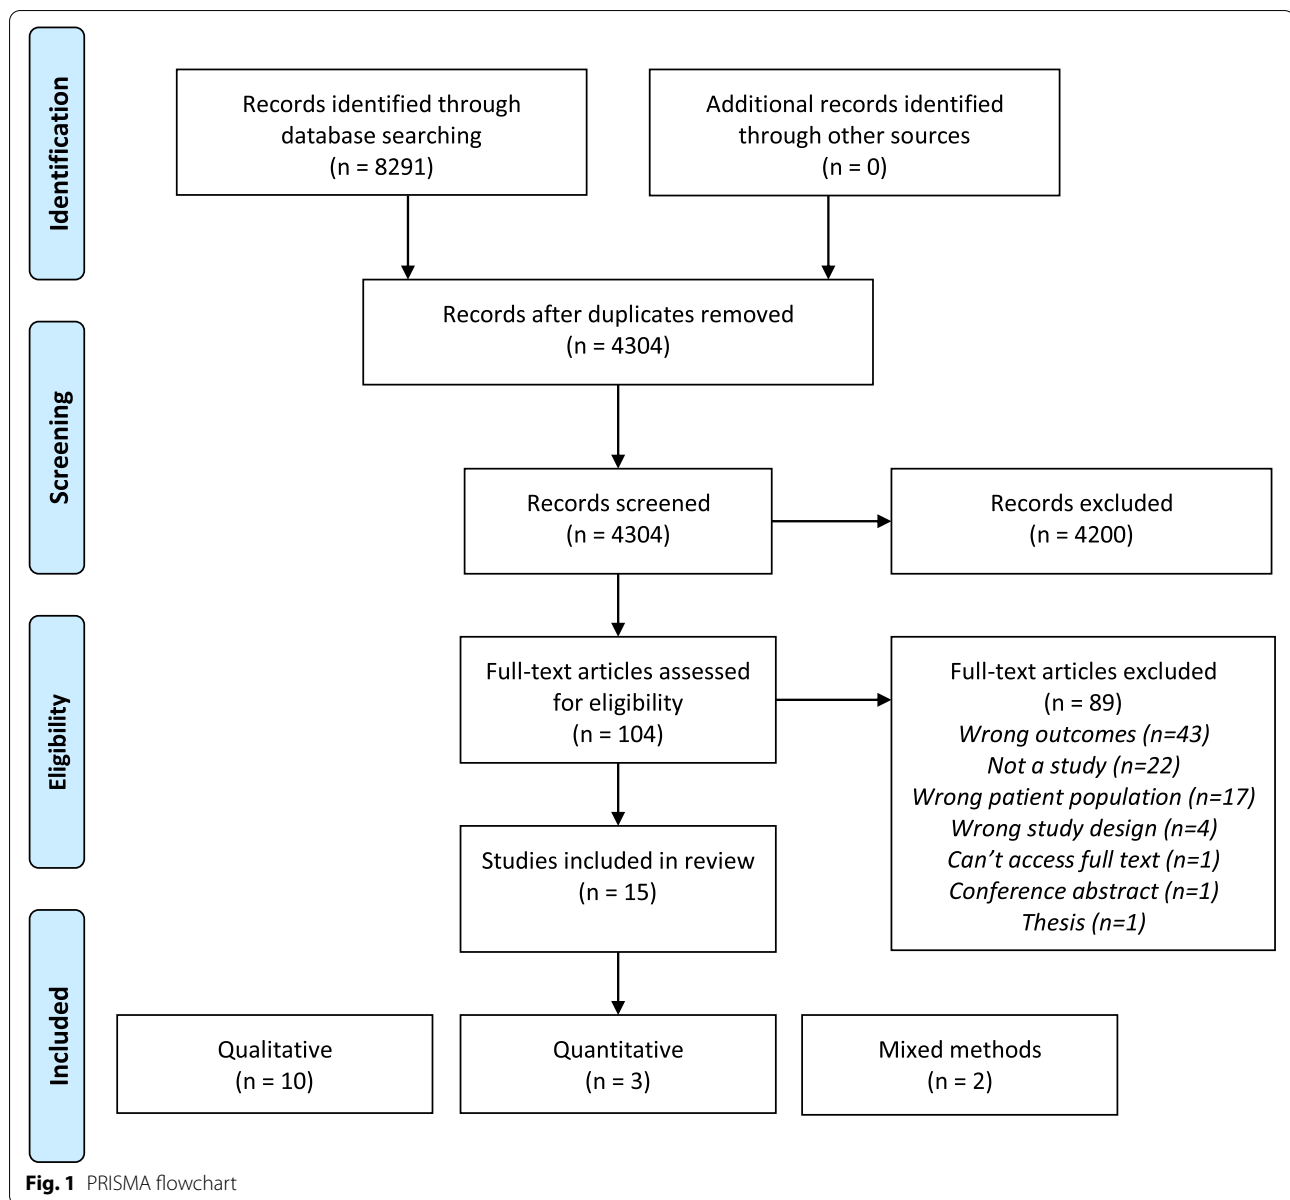 Identification
Records identified through
database searching
(n = 8291)
Additional records identified
through other sources
(n = 0)
Records after duplicates removed
(n = 4304)
Screening
Records screened
(n = 4304)
Records excluded
(n = 4200)
Eligibility
Full-text articles assessed
for eligibility
(n = 104)
Full-text articles excluded
(n = 89)
Wrong outcomes (n=43)
Not a study (n=22)
Wrong patient population (n=17)
Wrong study design (n=4)
Can’t access full text (n=1)
Conference abstract (n=1)
Thesis (n=1)
Studies included in review
(n = 15)
Included
Qualitative
(n = 10)
Quantitative
(n = 3)
Mixed methods
(n = 2)
Fig. 1 PRISMA flowchart